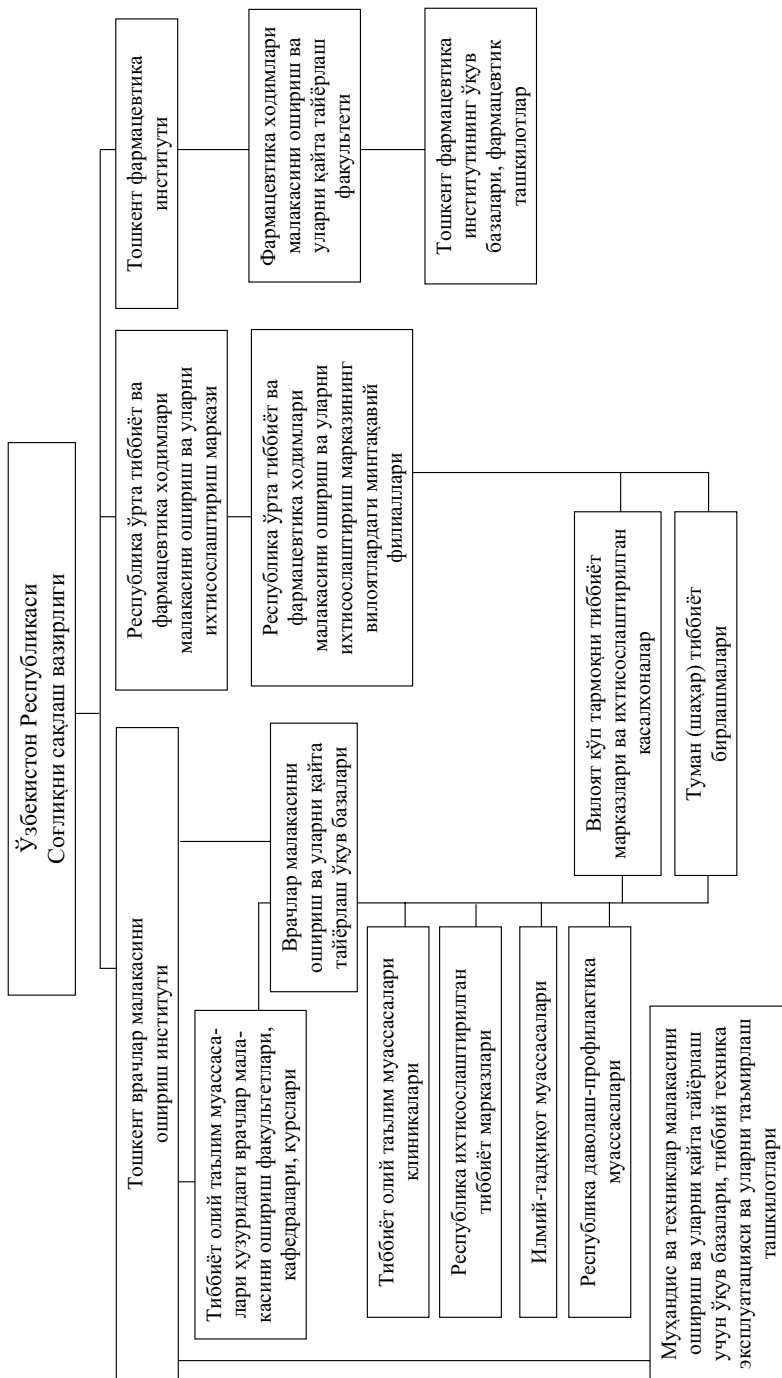 Ўзбекистон Республикаси
Соғлиқни сақлаш вазирлиги
Тошкент врачлар малакасини
ошириш институти
Республика ўрта тиббиёт ва
фармацевтика ходимлари
малакасини ошириш ва уларни
ихтисослаштириш маркази
Тошкент фармацевтика
институти
Тиббиёт олий таълим муассаса-
лари ҳузуридаги врачлар мала-
касини ошириш факультетлари,
кафедралари, курслари
Врачлар малакасини
ошириш ва уларни қайта
тайёрлаш ўқув базалари
Республика ўрта тиббиёт ва
фармацевтика ходимлари
малакасини ошириш ва уларни
ихтисослаштириш марказининг
вилоятлардаги минтақавий
филиаллари
Фармацевтика ходимлари
малакасини ошириш ва
уларни қайта тайёрлаш
факультети
Тиббиёт олий таълим муассасалари
клиникалари
Республика ихтисослаштирилган
тиббиёт марказлари
Илмий-тадқиқот муассасалари
Республика даволаш-профилактика
муассасалари
Тошкент фармацевтика
институтининг ўқув
базалари, фармацевтик
ташкилотлар
Вилоят кўп тармоқни тиббиёт
марказлари ва ихтисослаштирилган
касалхоналар
Туман (шаҳар) тиббиёт
бирлашмалари
Муҳандис ва техниклар малакасини
ошириш ва уларни қайта тайёрлаш
учун ўқув базалари, тиббий техника
эксплуатацияси ва уларни таъмирлаш
ташкилотлари